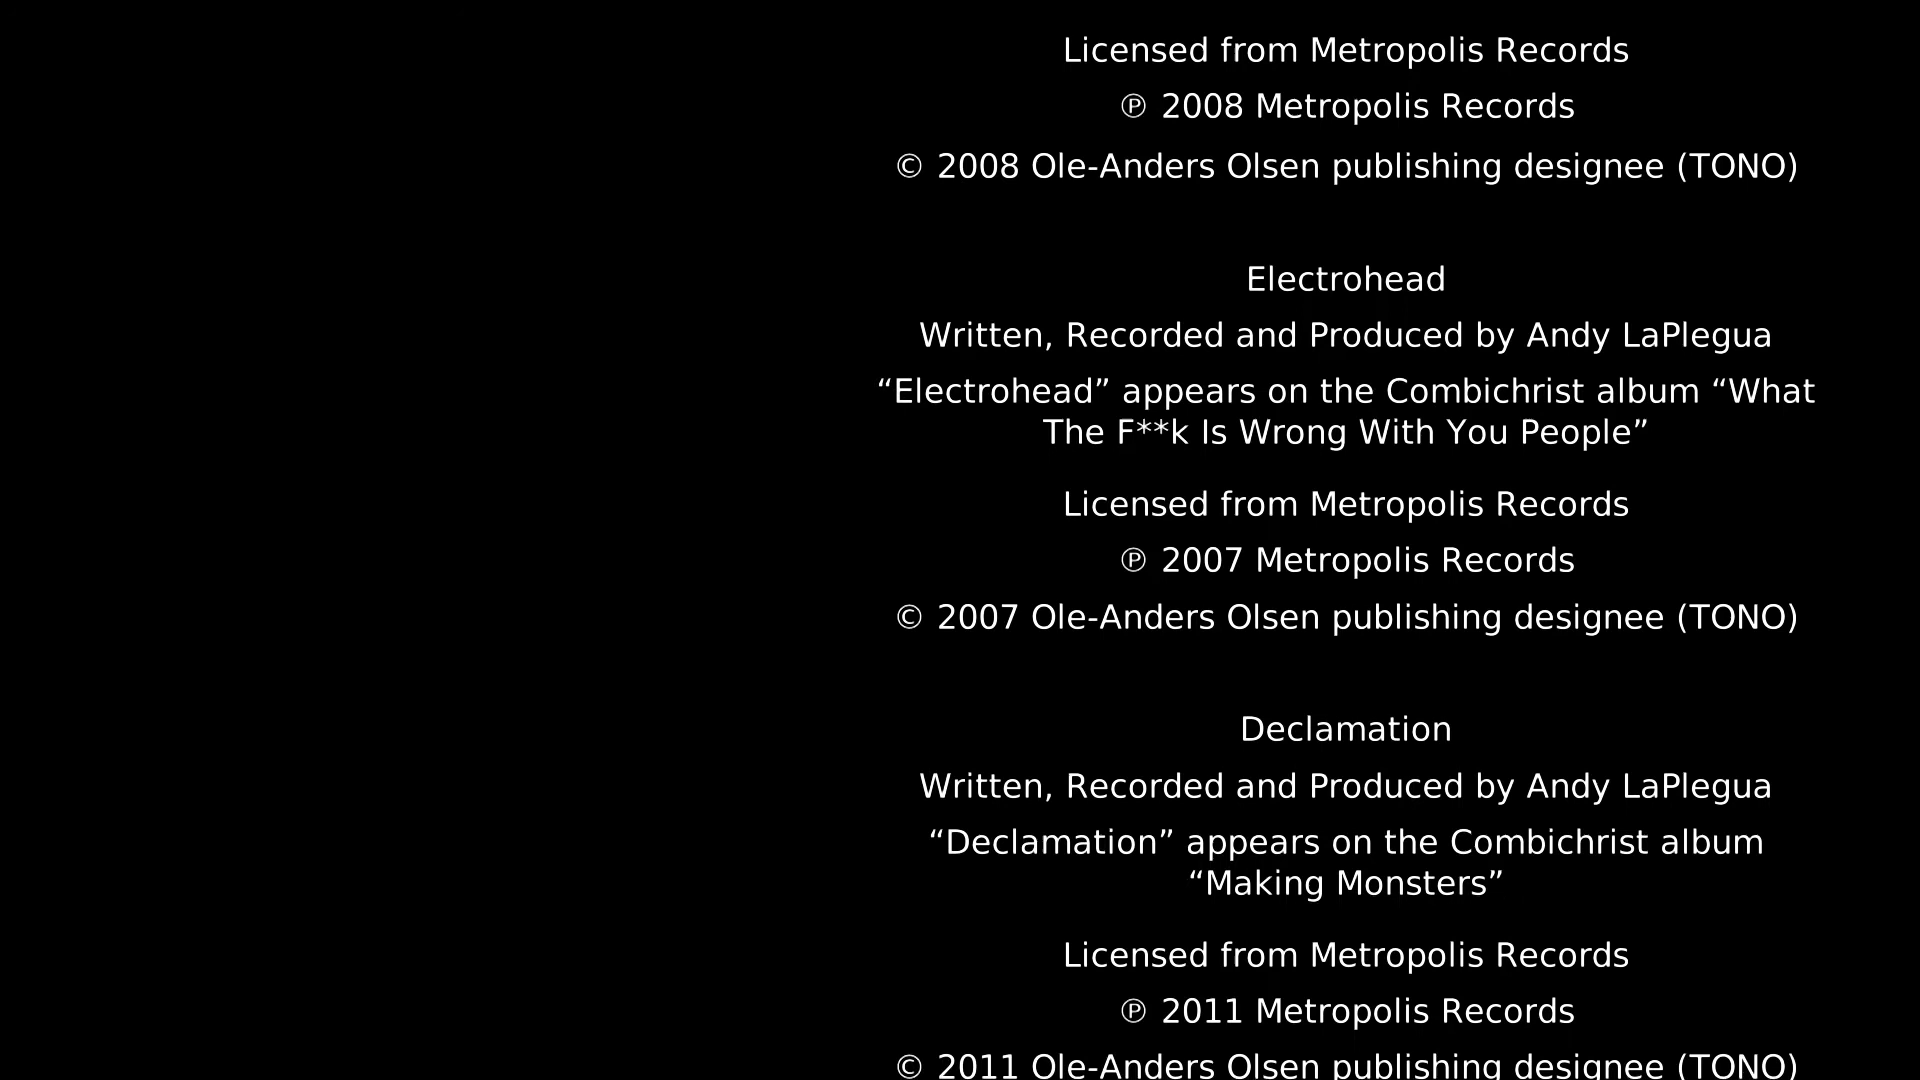 Licensed from Metropolis Records
℗ 2008 Metropolis Records
© 2008 Ole-Anders Olsen publishing designee (TONO)
Electrohead
Written, Recorded and Produced by Andy LaPlegua
“Electrohead” appears on the Combichrist album “What
The F**k Is Wrong With You People”
Licensed from Metropolis Records
℗ 2007 Metropolis Records
© 2007 Ole-Anders Olsen publishing designee (TONO)
Declamation
Written, Recorded and Produced by Andy LaPlegua
“Declamation” appears on the Combichrist album
“Making Monsters”
Licensed from Metropolis Records
℗ 2011 Metropolis Records
© 2011 Ole-Anders Olsen publishing designee (TONO)